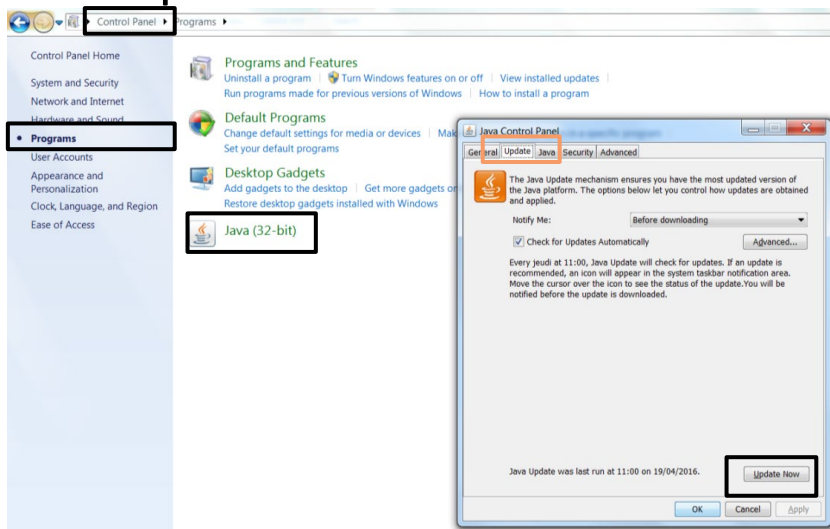 Control Panel
Programs
Control Panel Home
System and Security
Network and Internet
Hardware and Sound
Programs
User Accounts
Appearance and
Personalization
Clock, Language, and Region
Ease of Access
Programs and Features
Uninstall a program
Turn Windows features on or off
View installed updates
Run programs made for previous versions of Windows
How to install a program
Default Programs
Change default settings for media or devices
Mak
Set your default programs
Desktop Gadgets
Add gadgets to the desktop
Get more gadgets on
Restore desktop gadgets installed with Windows
Java (32-bit)
Java Control Panel
General Update Java Security Advanced
The Java Update mechanism ensures you have the most updated version of
the Java platform. The options below let you control how updates are obtained
and applied.
Notify Me: Before downloading
Check for Updates Automatically
Advanced...
Every jeudi at 11:00, Java Update will check for updates. If an update is
recommended, an icon will appear in the system taskbar notification area.
Move the cursor over the icon to see the status of the update.You will be
notified before the update is downloaded.
Java Update was last run at 11:00 on 19/04/2016.
Update Now
OK Cancel Apply